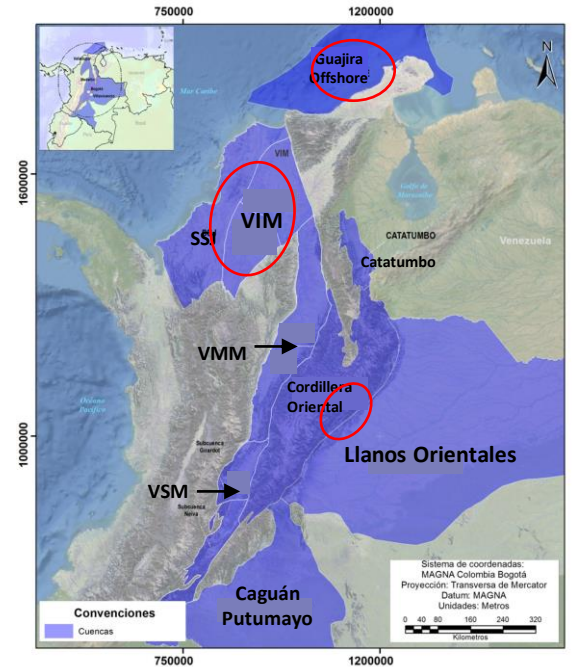 750000
1200000
N
Guajira
Offshore
Mar Caribe
1600000
VIM
VIM
SSJ
Golfo de
Maracaibo
CATATUMBO
Venezuela
Catatumbo
VMM
Cordillera
Oriental
Océano
Pacífico
1000000
Subcuenca
Girardot
Llanos Orientales
VSM
Subcuenca
Neiva
Caguán
Putumayo
Convenciones
Cuencas
Sistema de coordenadas:
MAGNA Colombia Bogotá
Proyección: Transversa de Mercator
Datum: MAGNA
Unidades: Metros
0 40 80 160 240 320
Kilometros
750000
1200000